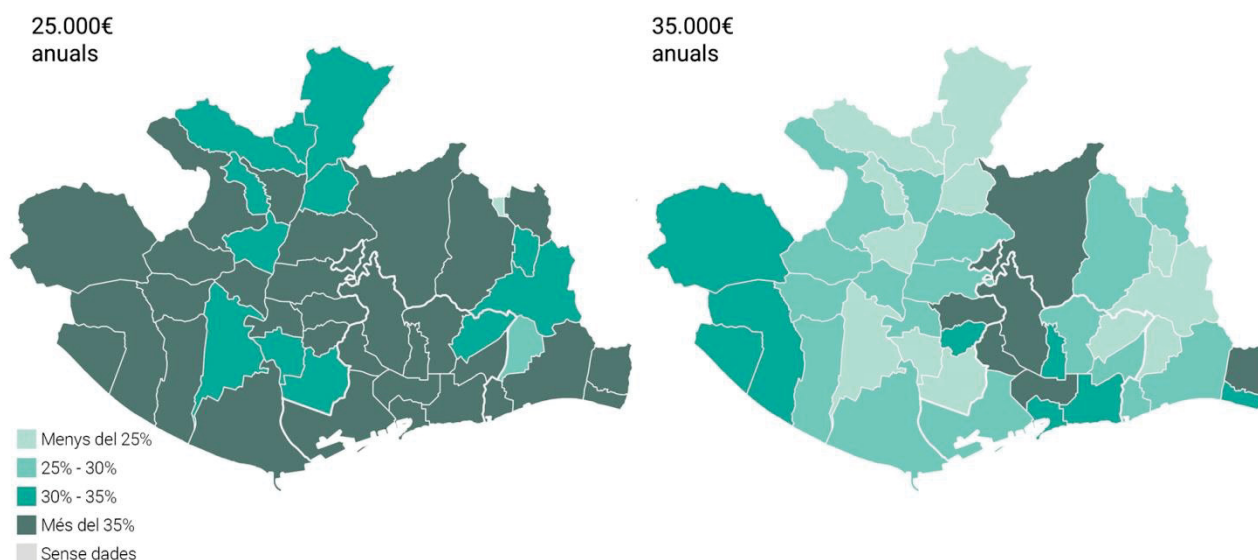 25.000€
anuals
35.000€
anuals
Menys del 25%
25% - 30%
30% - 35%
Més del 35%
Sense dades